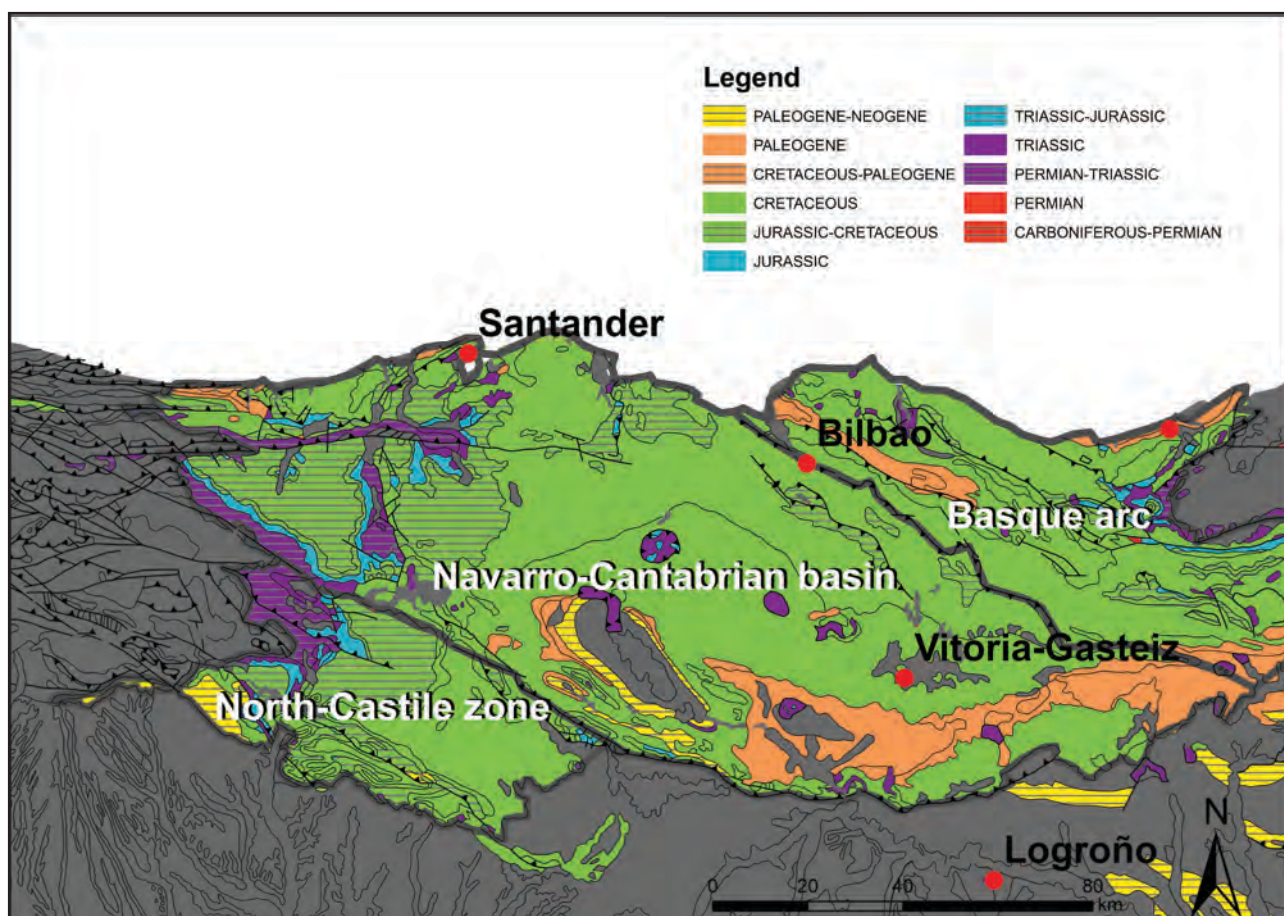 Legend
PALEOGENE-NEOGENE
PALEOGENE
CRETACEOUS-PALEOGENE
CRETACEOUS
JURASSIC-CRETACEOUS
JURASSIC
TRIASSIC-JURASSIC
TRIASSIC
PERMIAN-TRIASSIC
PERMIAN
CARBONIFEROUS-PERMIAN
Santander
Bilbao
Basque arc
Navarro-Cantabrian basin
Vitoria-Gasteiz
North-Castile zone
N
Logroño
0 20 40 80
km